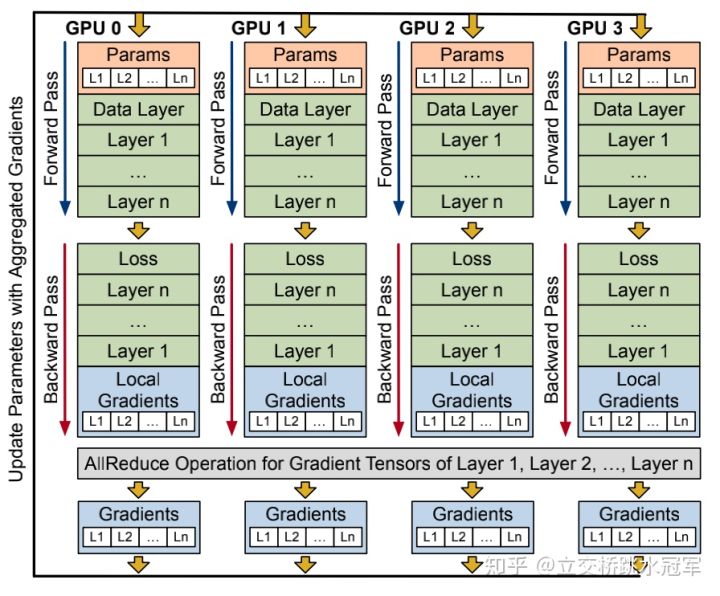 GPU 0
GPU 1
GPU 2
GPU 3
Update Parameters with Aggregated Gradients
Forward Pass
Params
L1 L2 ... Ln
Data Layer
Layer 1
...
Layer n
Backward Pass
Loss
Layer n
...
Layer 1
Local
Gradients
L1 L2 ... Ln
Forward Pass
Params
L1 L2 ... Ln
Data Layer
Layer 1
...
Layer n
Backward Pass
Loss
Layer n
...
Layer 1
Local
Gradients
L1 L2 ... Ln
Forward Pass
Params
L1 L2 ... Ln
Data Layer
Layer 1
...
Layer n
Backward Pass
Loss
Layer n
...
Layer 1
Local
Gradients
L1 L2 ... Ln
Forward Pass
Params
L1 L2 ... Ln
Data Layer
Layer 1
...
Layer n
Backward Pass
Loss
Layer n
...
Layer 1
Local
Gradients
L1 L2 ... Ln
AllReduce Operation for Gradient Tensors of Layer 1, Layer 2, ..., Layer n
Gradients
L1 L2 ... Ln
Gradients
L1 L2 ... Ln
Gradients
L1 L2 ... Ln
Gradients
L1 L2 ... Ln
知乎 @立交桥跳水冠军